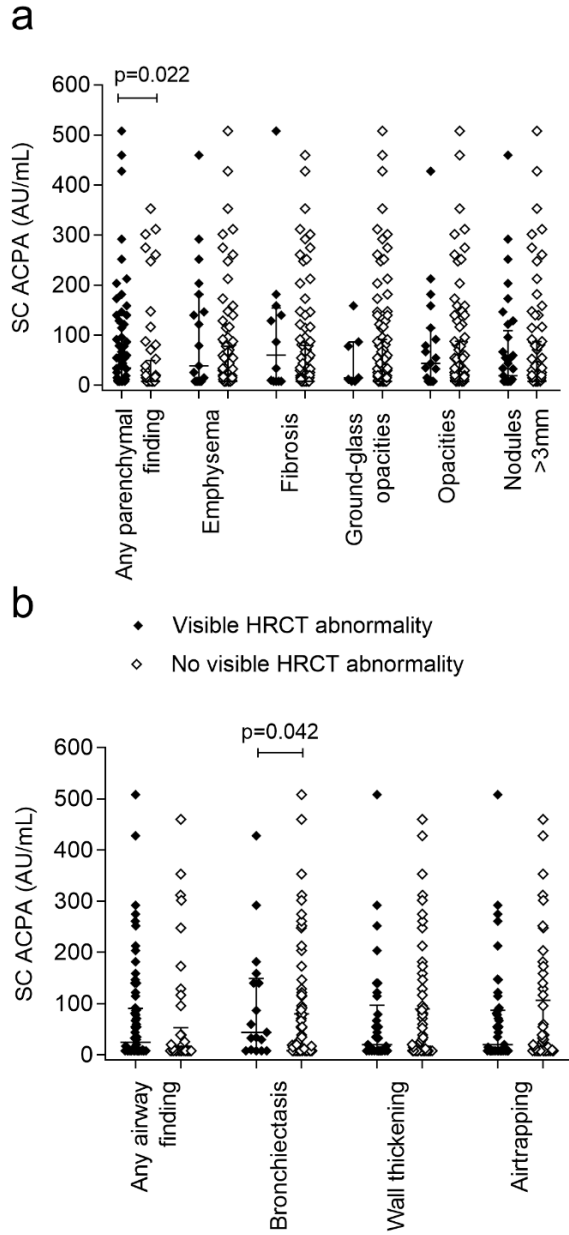 a
p=0.022
600
500
400
300
200
100
0
SC ACPA (AU/mL)
Any parenchymal
finding
Emphysema
Fibrosis
Ground-glass
opacities
Opacities
Nodules
>3mm
b
Visible HRCT abnormality
No visible HRCT abnormality
p=0.042
600
500
400
300
200
100
0
SC ACPA (AU/mL)
Any airway
finding
Bronchiectasis
Wall thickening
Airtrapping